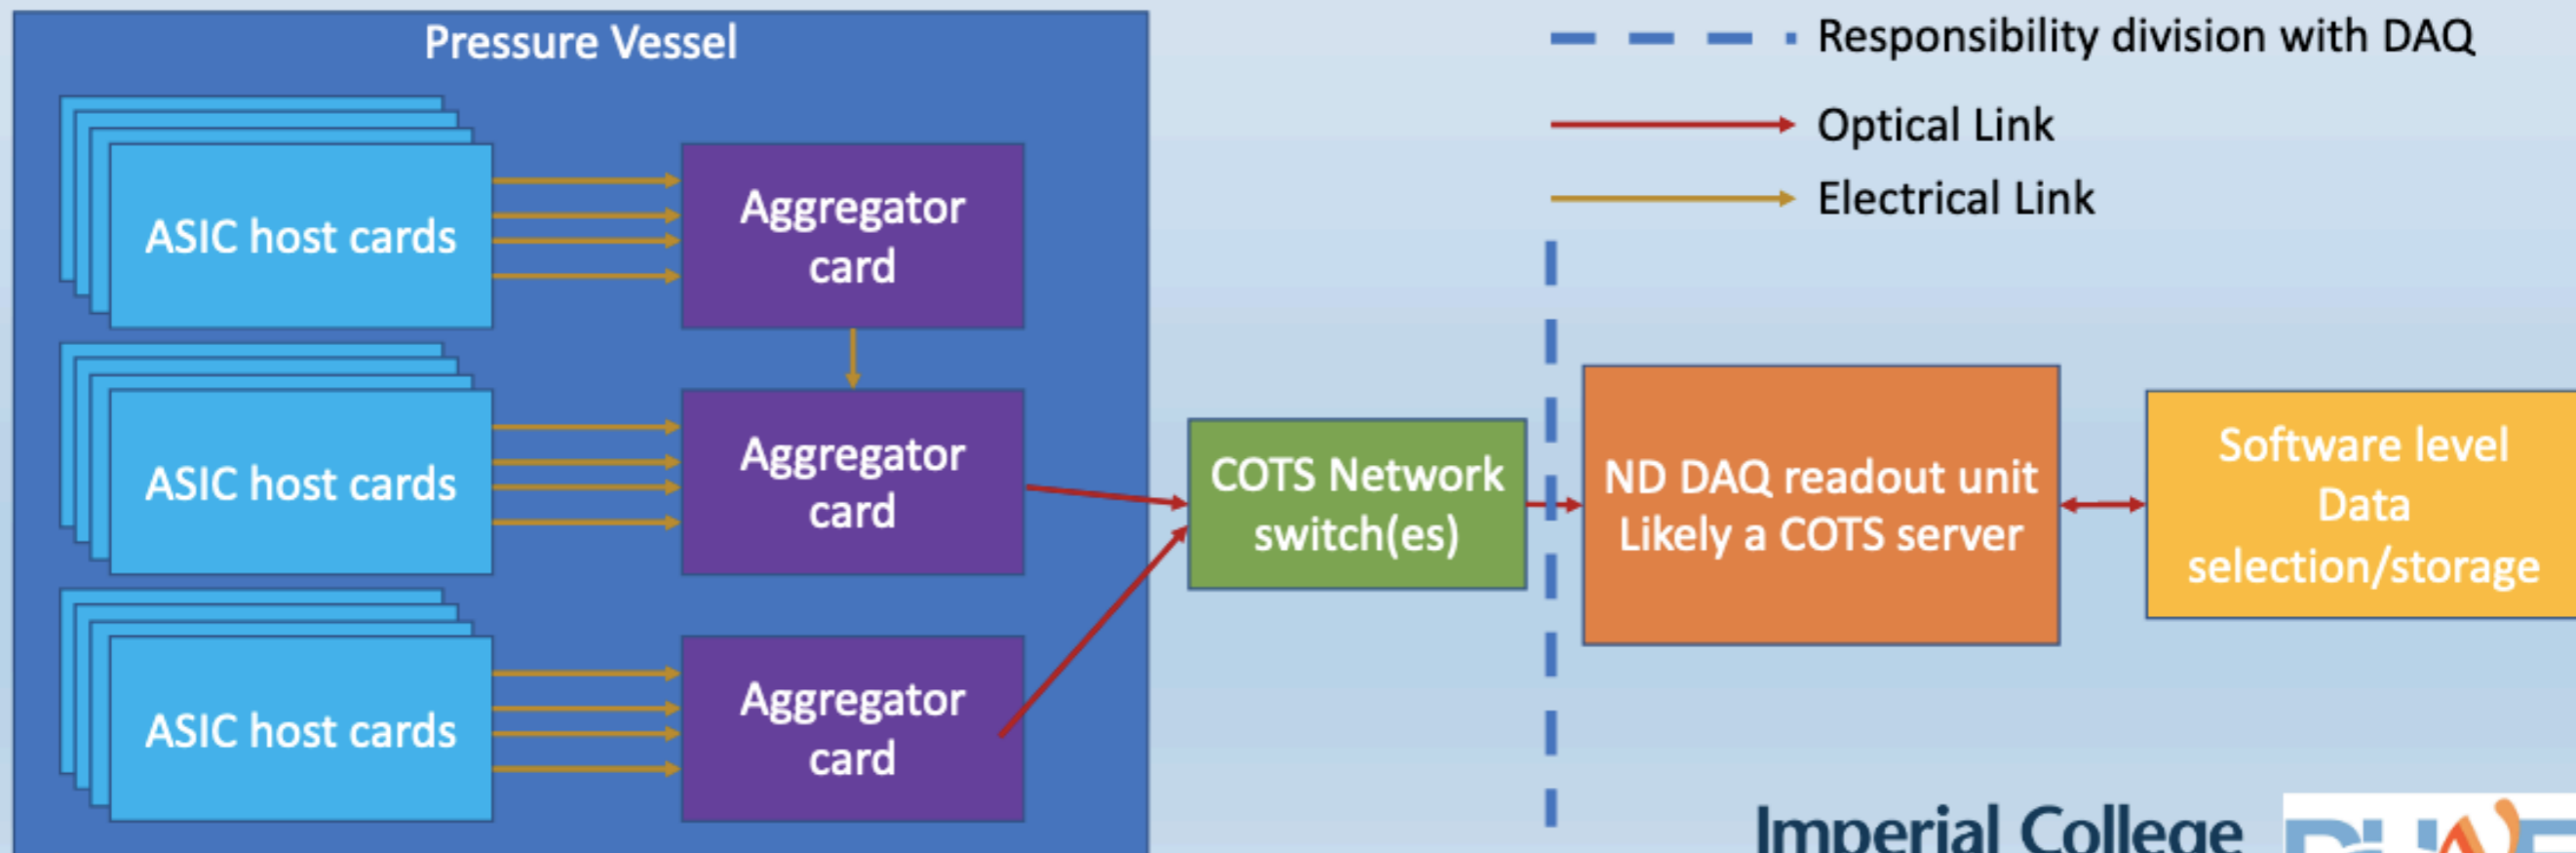 Pressure Vessel
ASIC host cards
Aggregator
card
ASIC host cards
Aggregator
card
ASIC host cards
Aggregator
card
Responsibility division with DAQ
Optical Link
Electrical Link
COTS Network
switch(es)
ND DAQ readout unit
Likely a COTS server
Software level
Data
selection/storage
Imperial College